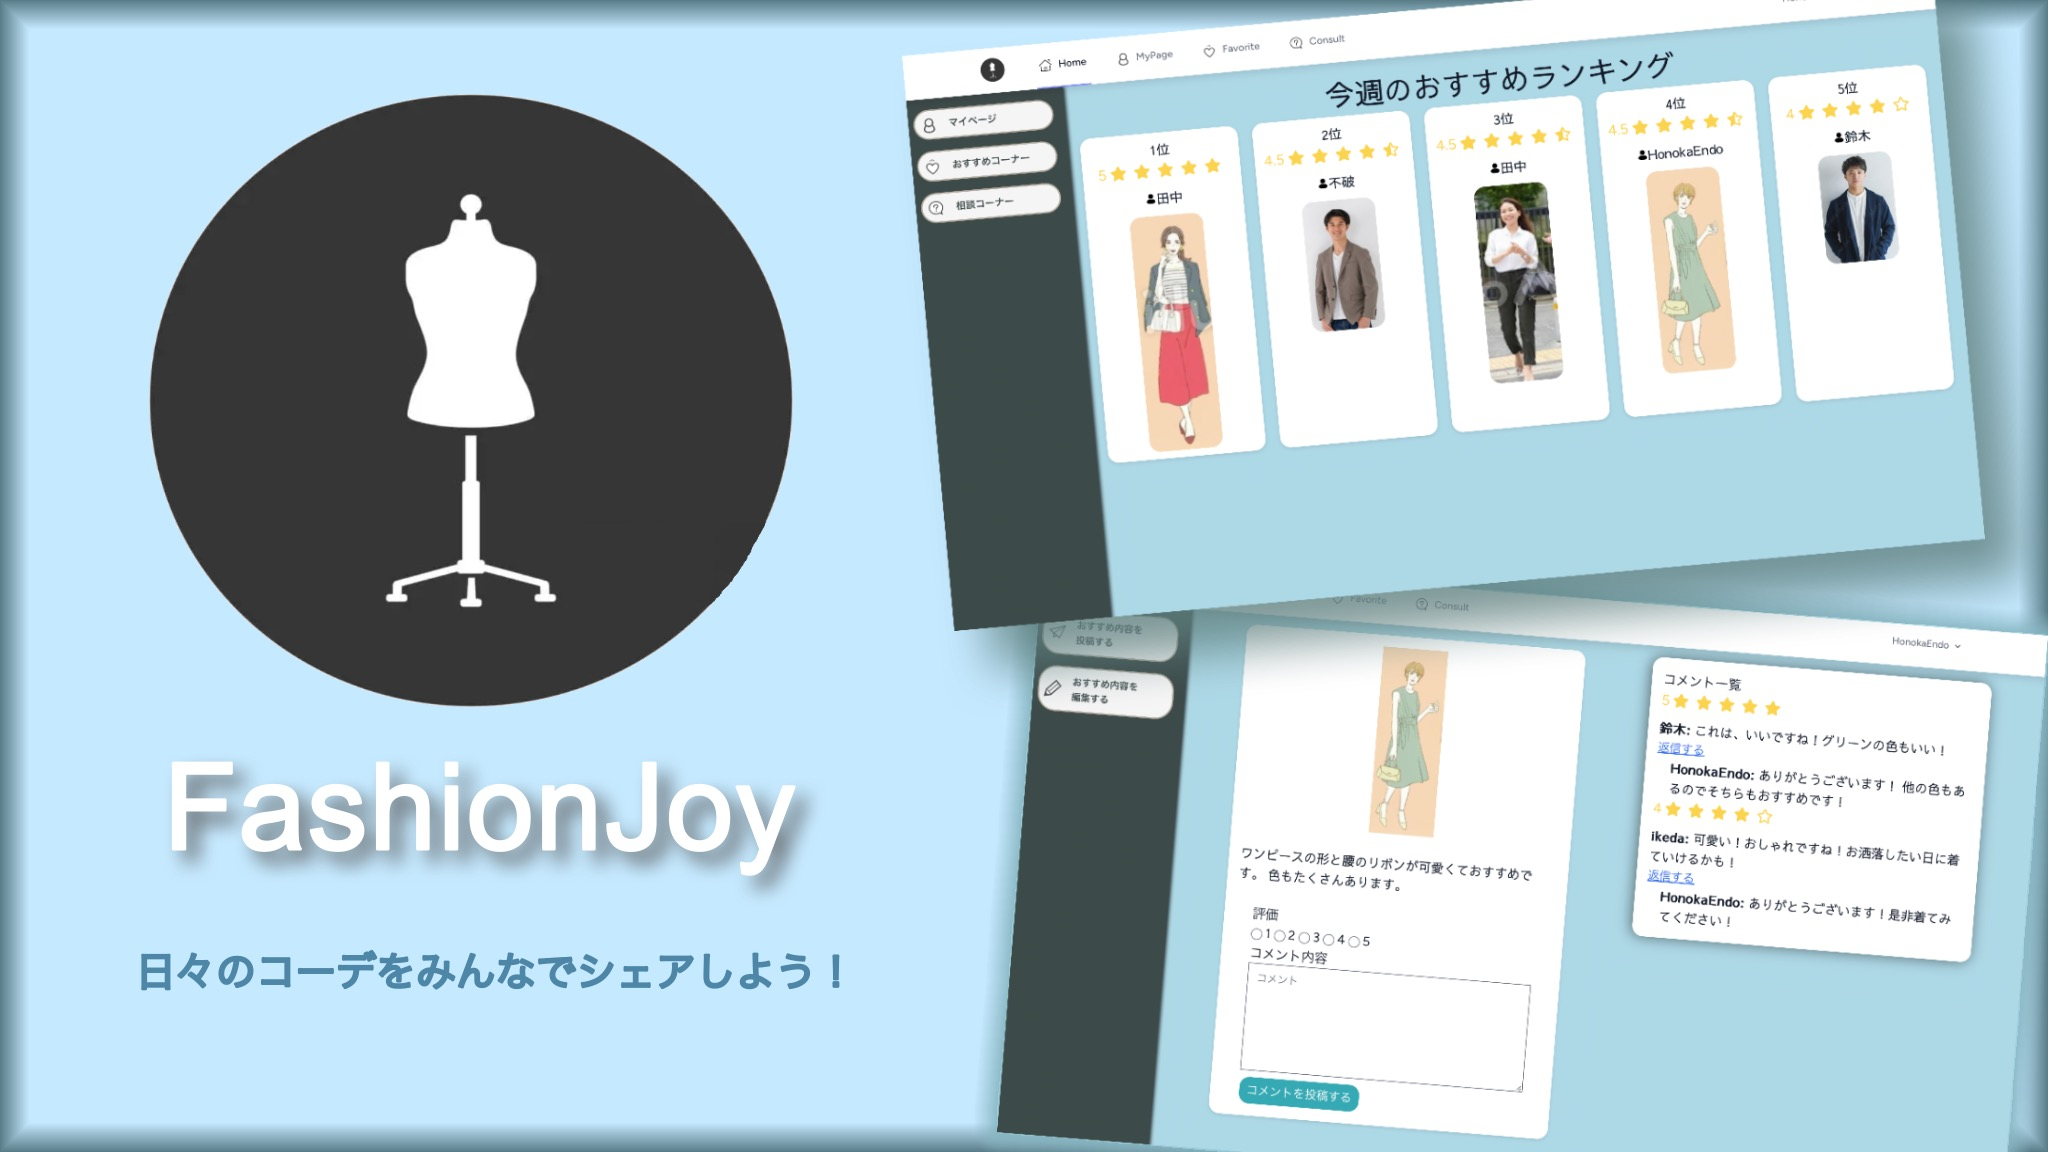 FashionJoy
日々のコーデをみんなでシェアしよう！
Home
MyPage
Favorite
Consult
マイページ
おすすめコーナー
相談コーナー
今週のおすすめランキング
1位
5
田中
2位
4.5
不破
3位
4.5
田中
4位
4.5
HonokaEndo
5位
4
鈴木
Favorite
Consult
HonokaEndo
おすすめ内容を
投稿する
おすすめ内容を
編集する
ワンピースの形と腰のリボンが可愛くておすすめで
す。 色もたくさんあります。
評価
1 2 3 4 5
コメント内容
コメント
コメントを投稿する
コメント一覧
5
鈴木: これは、いいですね！グリーンの色もいい！
返信する
HonokaEndo: ありがとうございます！ 他の色もあ
るのでそちらもおすすめです！
4
ikeda: 可愛い！おしゃれですね！お洒落したい日に着
ていけるかも！
返信する
HonokaEndo: ありがとうございます！是非着てみ
てください！